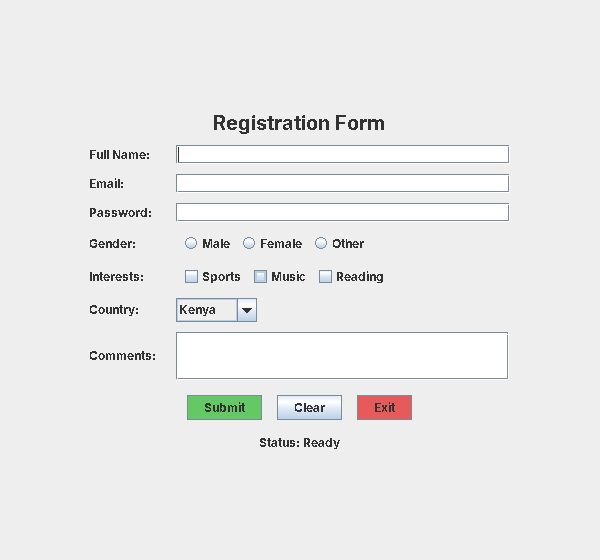 Registration Form
Full Name:
Email:
Password:
Gender: Male Female Other
Interests: Sports Music Reading
Country: Kenya
Comments:
Submit Clear Exit
Status: Ready